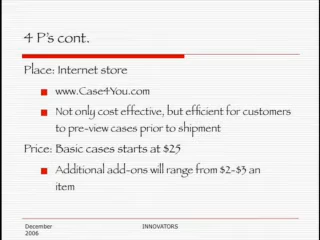 4 P's cont.
Place: Internet store
www.Case4You.com
Not only cost effective, but efficient for customers
to pre-view cases prior to shipment
Price: Basic cases starts at $25
Additional add-ons will range from $2-$3 an
item
December
2006
INNOVATORS